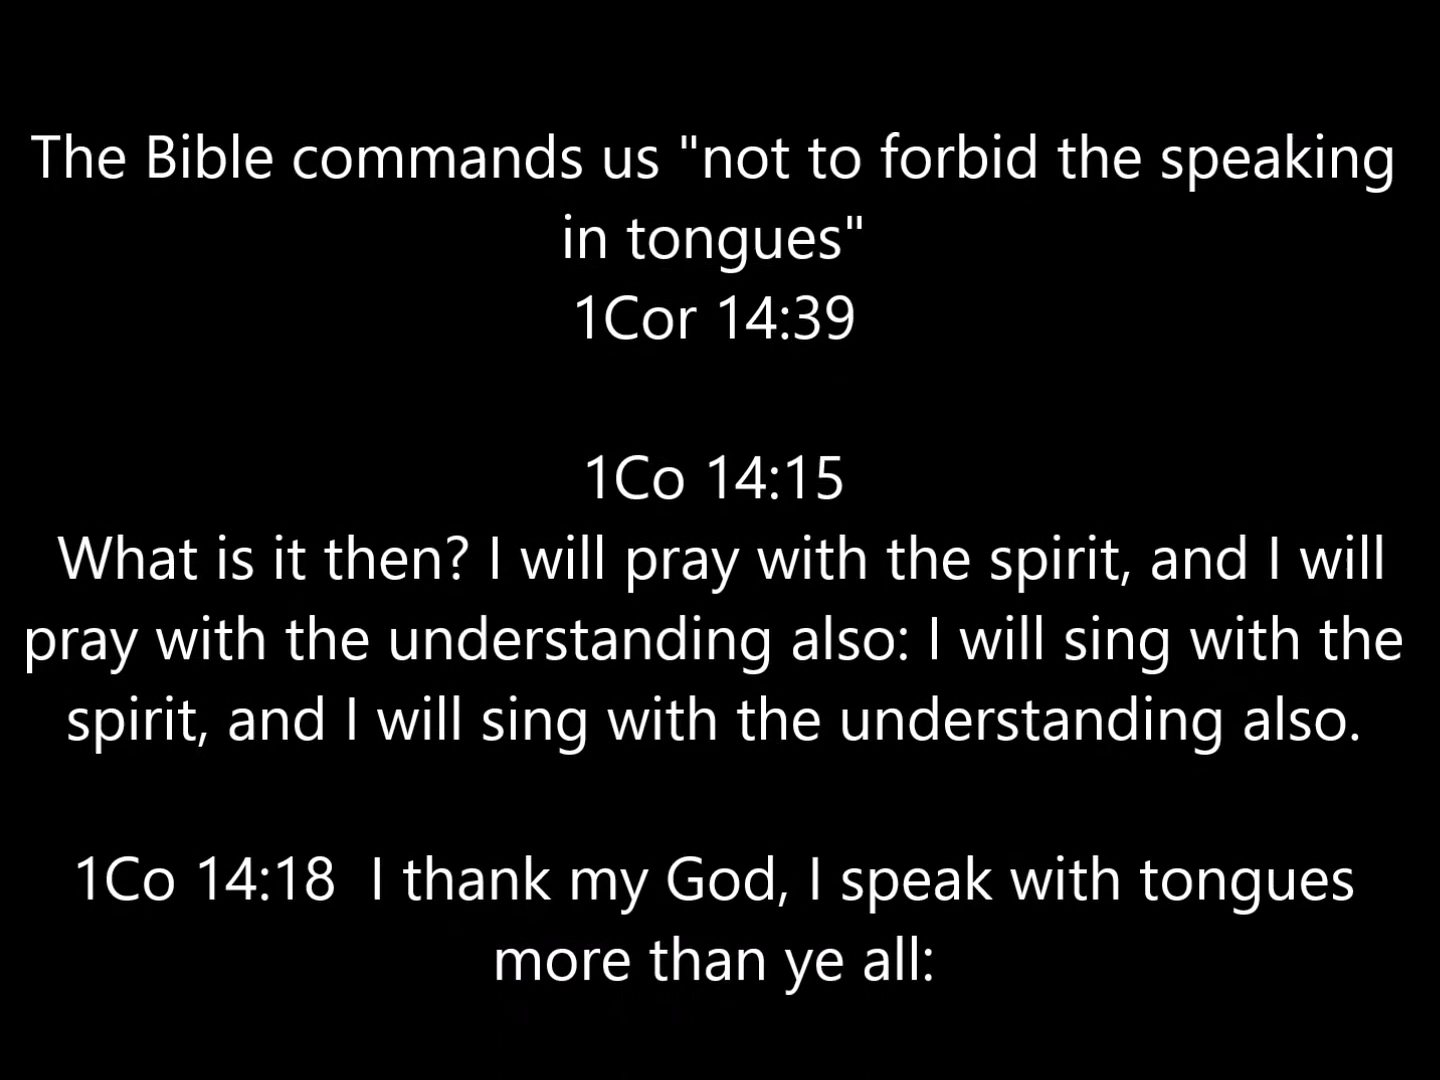 The Bible commands us "not to forbid the speaking
in tongues"
1Cor 14:39
1Co 14:15
What is it then? I will pray with the spirit, and I will
pray with the understanding also: I will sing with the
spirit, and I will sing with the understanding also.
1Co 14:18  I thank my God, I speak with tongues
more than ye all: